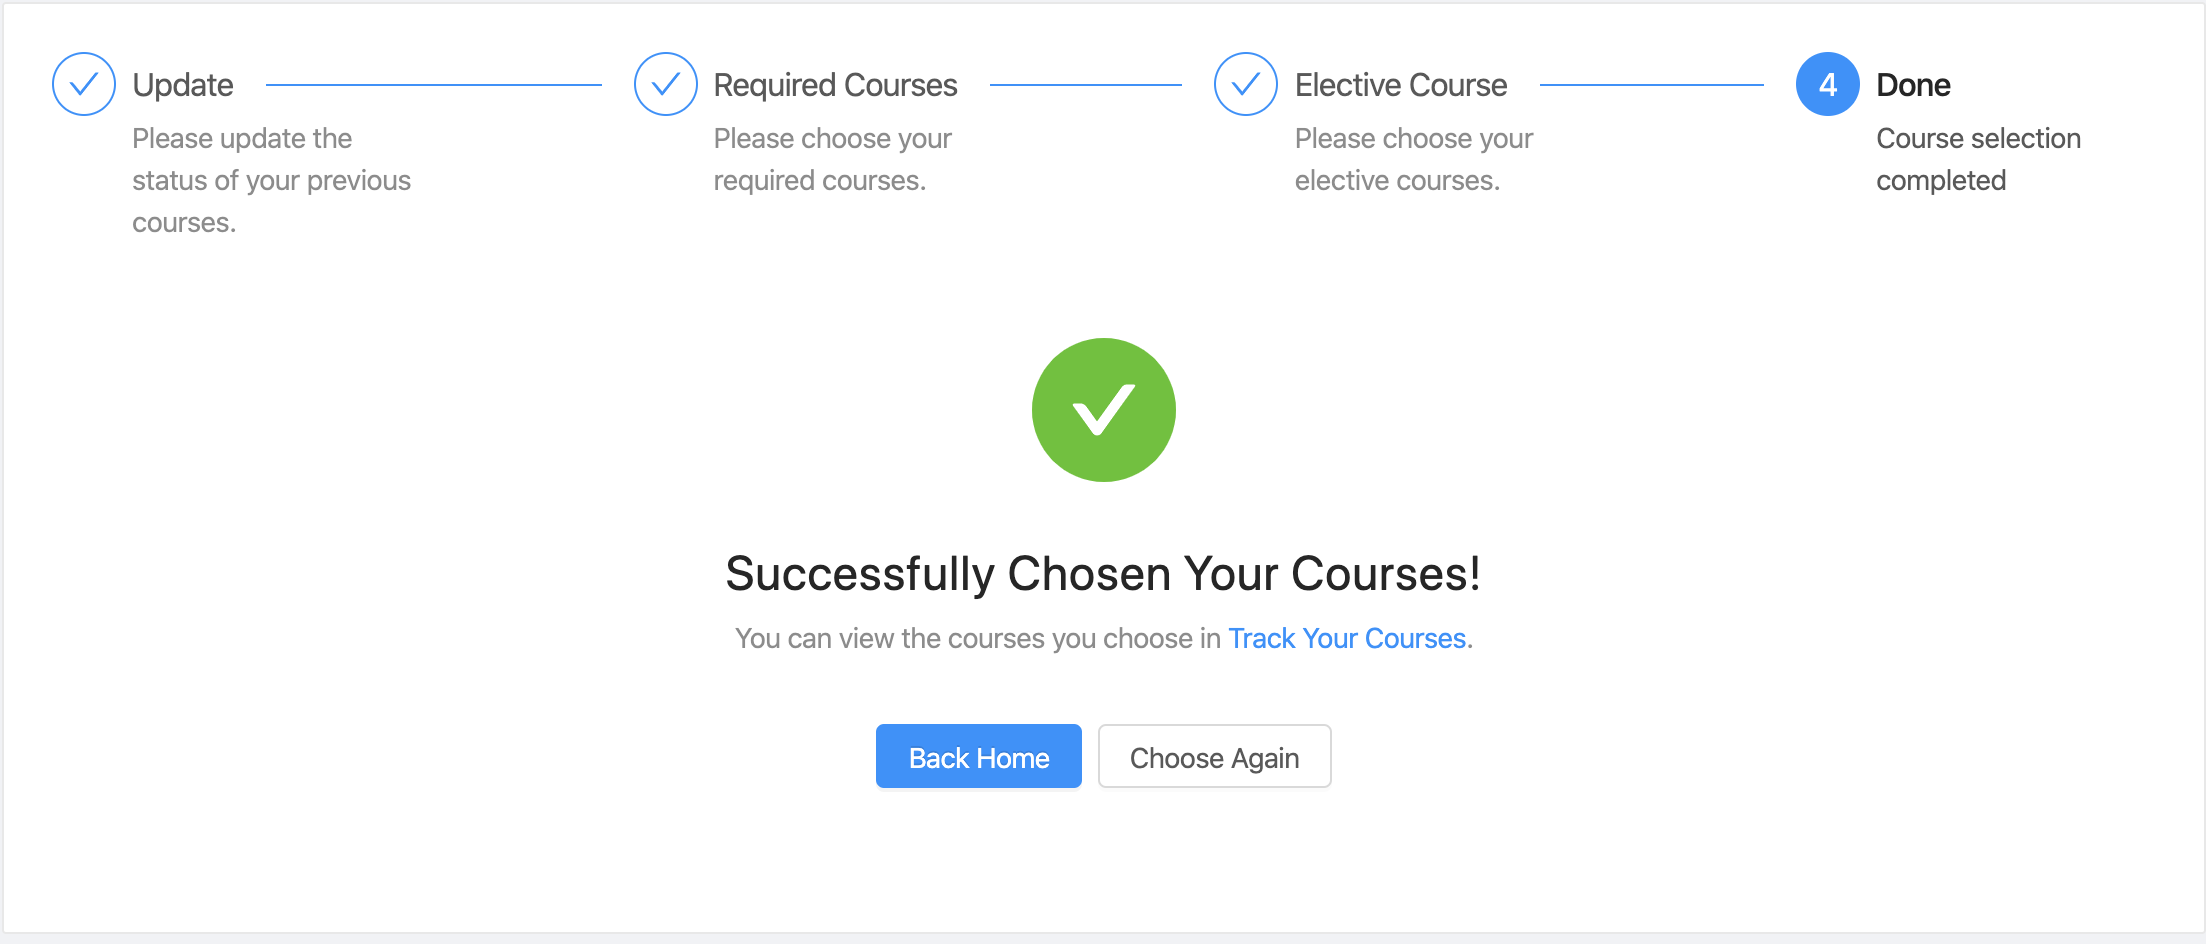 Update
Please update the
status of your previous
courses.
Required Courses
Please choose your
required courses.
Elective Course
Please choose your
elective courses.
4 Done
Course selection
completed
Successfully Chosen Your Courses!
You can view the courses you choose in Track Your Courses.
Back Home
Choose Again